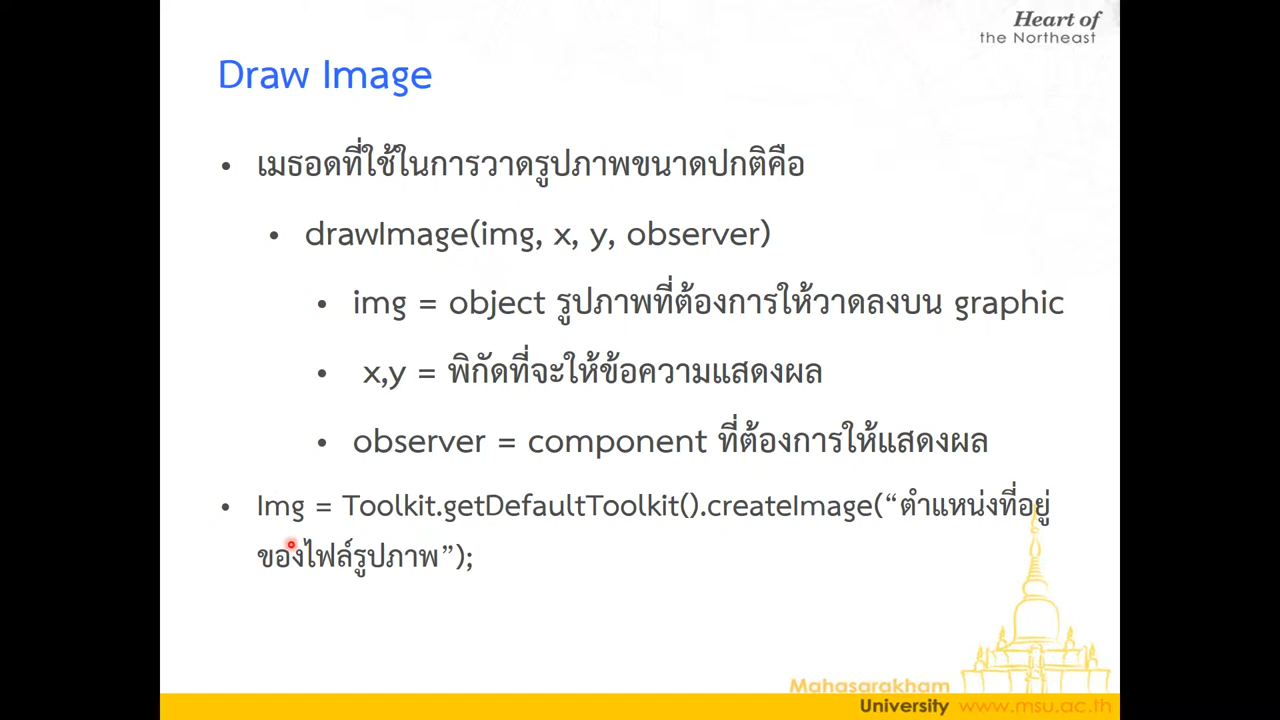 Heart of
the Northeast
Draw Image
• เมธอดที่ใช้ในการวาดรูปภาพขนาดปกติคือ
• drawImage(img, x, y, observer)
• img = object รูปภาพที่ต้องการให้วาดลงบน graphic
• x,y = พิกัดที่จะให้ข้อความแสดงผล
• observer = component ที่ต้องการให้แสดงผล
• Img = Toolkit.getDefaultToolkit().createImage(“ตำแหน่งที่อยู่
ของไฟล์รูปภาพ”);
Mahasarakham
University www.msu.ac.th